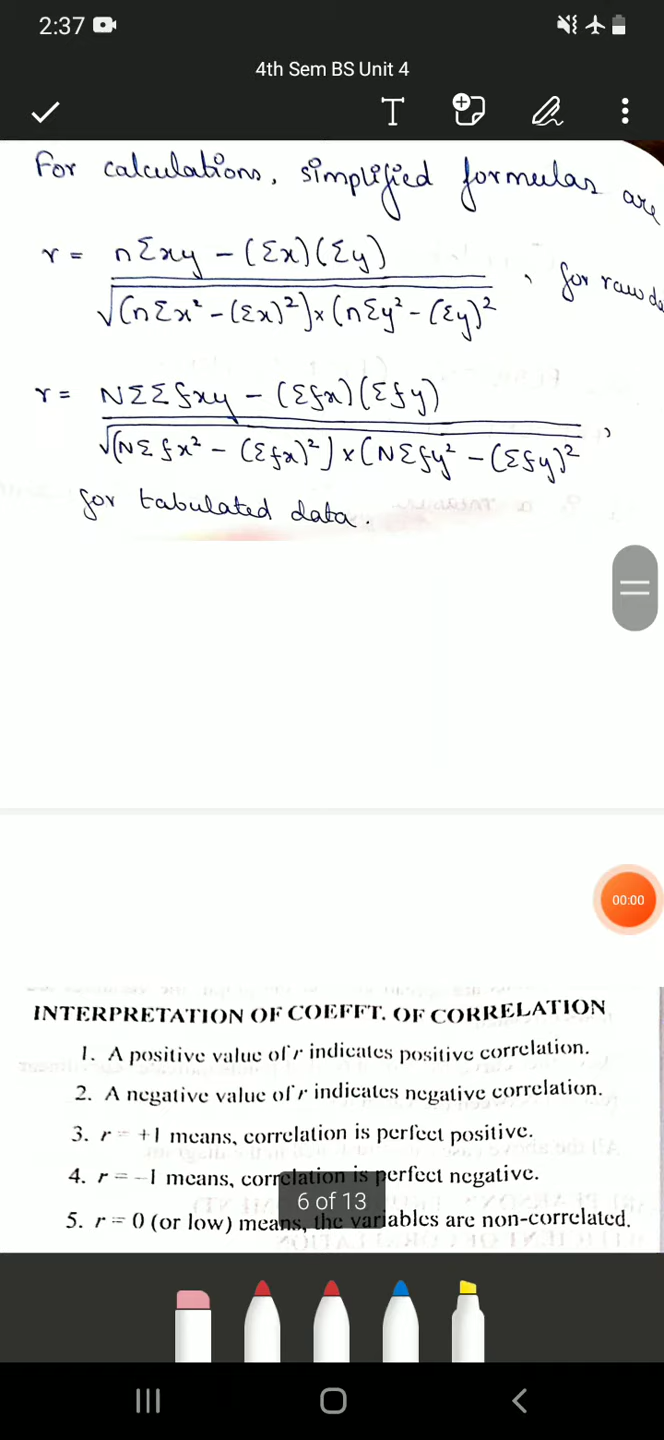 2:37
4th Sem BS Unit 4
T
For calculations, simplified formulas are
r = nΣxy - (Σx)(Σy)
√(nΣx² - (Σx)²) x (nΣy² - (Σy)² , for raw
r = NΣΣfxy - (Σfx)(Σfy)
√(NΣfx² - (Σfx)²) x (NΣfy² - (Σfy)² ,
for tabulated data.
00:00
INTERPRETATION OF COEFFT. OF CORRELATION
1. A positive value of r indicates positive correlation.
2. A negative value of r indicates negative correlation.
3. r = +1 means, correlation is perfect positive.
4. r = -1 means, correlation is perfect negative.
6 of 13
5. r = 0 (or low) means, the variables are non-correlated.